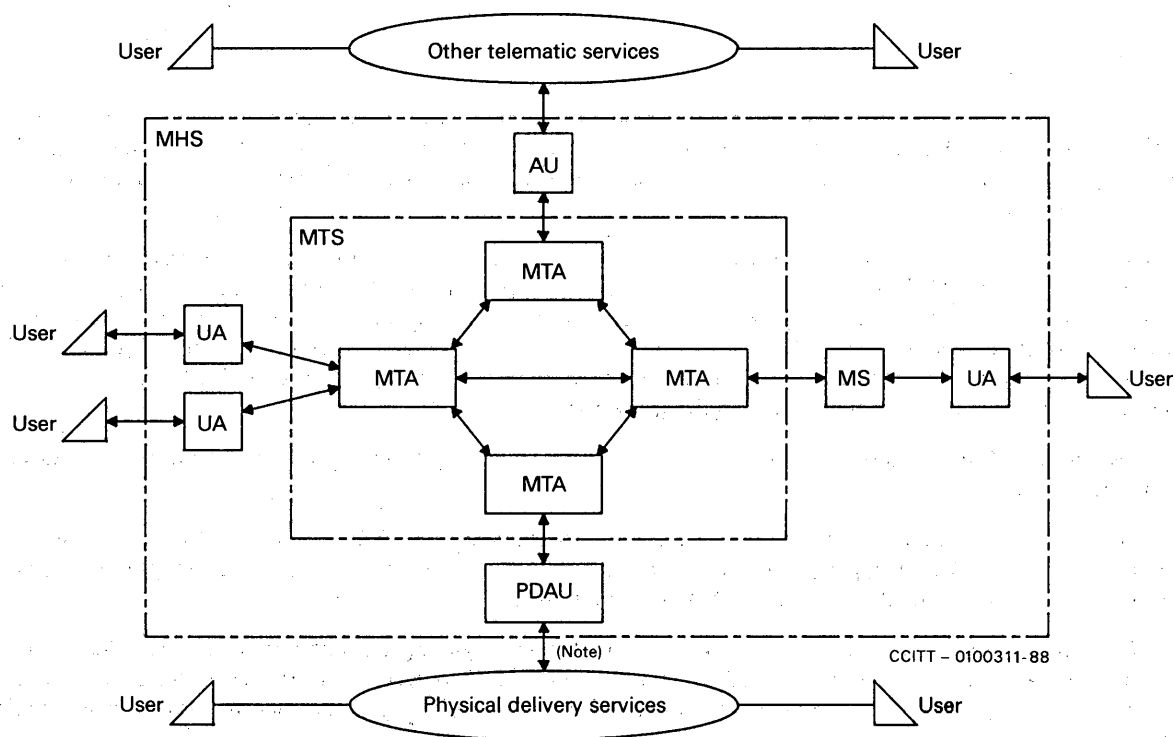 User
Other telematic services
User
MHS
AU
MTS
MTA
User
UA
MTA
MTA
MS
UA
User
User
UA
MTA
PDAU
(Note)
CCITT – 0100311-88
User
Physical delivery services
User